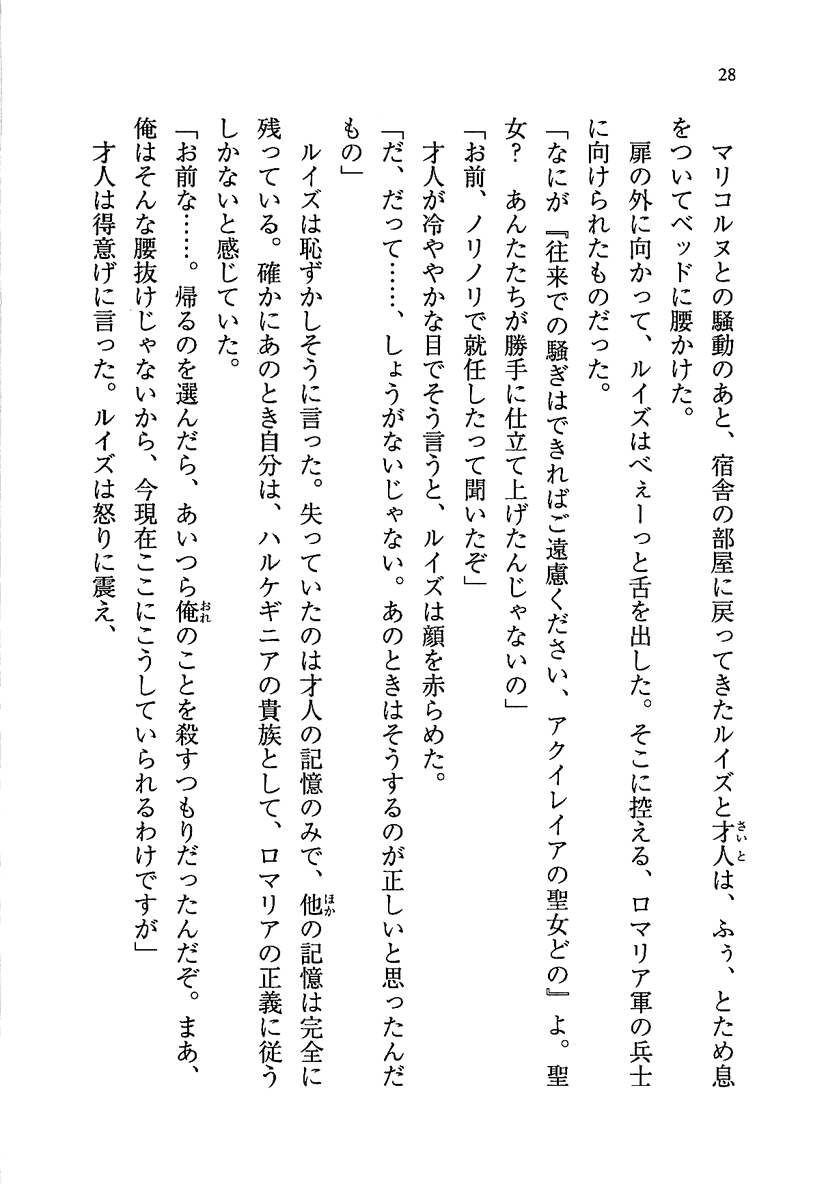 28
マリコルヌとの騒動のあと、宿舎の部屋に戻ってきたルイズと才人は、ふぅ、とため息
をついてベッドに腰かけた。
扉の外に向かって、ルイズはべぇーっと舌を出した。そこに控える、ロマリア軍の兵士
に向けられたものだった。
「なにが『往来での騒ぎはできればご遠慮ください、アクイレイアの聖女どの』よ。聖
女？　あんたたちが勝手に仕立て上げたんじゃないの」
「お前、ノリノリで就任したって聞いたぞ」
才人が冷ややかな目でそう言うと、ルイズは顔を赤らめた。
「だ、だって……、しょうがないじゃない。あのときはそうするのが正しいと思ったんだ
もの」
ルイズは恥ずかしそうに言った。失っていたのは才人の記憶のみで、他の記憶は完全に
残っている。確かにあのとき自分は、ハルケギニアの貴族として、ロマリアの正義に従う
しかないと感じていた。
「お前な……。帰るのを選んだら、あいつら俺のことを殺すつもりだったんだぞ。まあ、
俺はそんな腰抜けじゃないから、今現在ここにこうしていられるわけですが」
才人は得意げに言った。ルイズは怒りに震え、